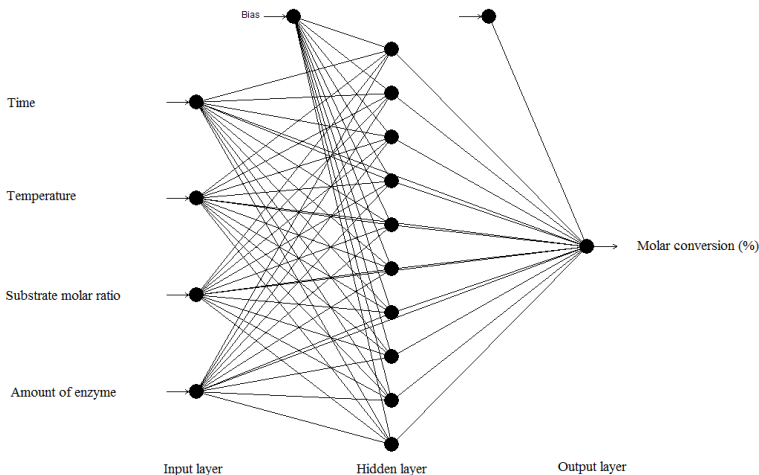 Bias
Time
Temperature
Molar conversion (%)
Substrate molar ratio
Amount of enzyme
Input layer
Hidden layer
Output layer